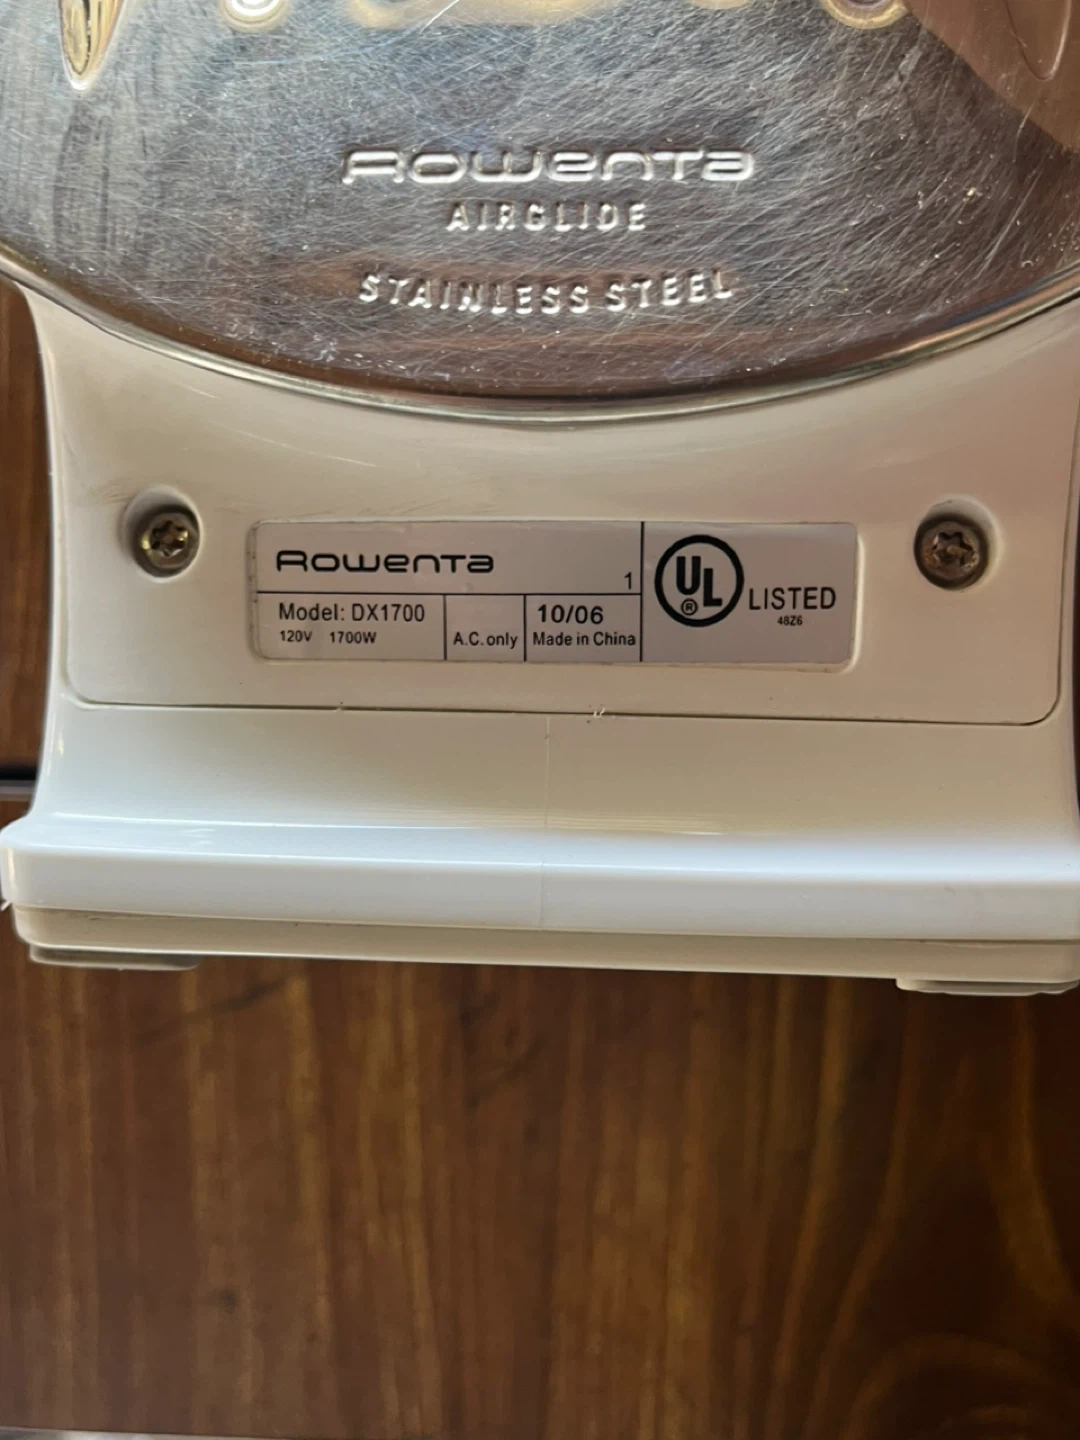 Rowenta
AIRGLIDE
STAINLESS STEEL
Rowenta
1
Model: DX1700
120V 1700W
A.C. only
10/06
Made in China
UL
®
LISTED
48Z6